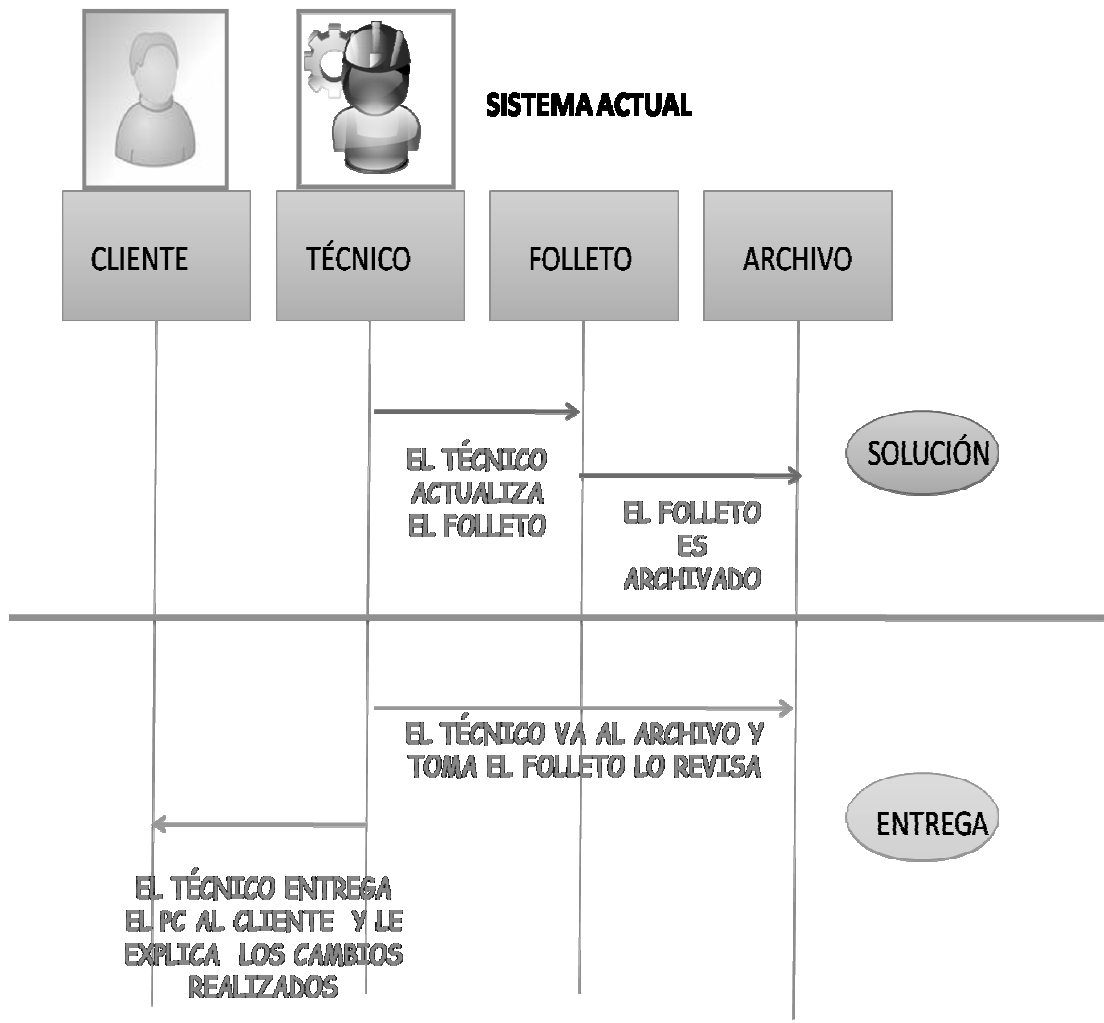 SISTEMA ACTUAL
CLIENTE
TÉCNICO
FOLLETO
ARCHIVO
EL TÉCNICO
ACTUALIZA
EL FOLLETO
EL FOLLETO
ES
ARCHIVADO
SOLUCIÓN
EL TÉCNICO VA AL ARCHIVO Y
TOMA EL FOLLETO LO REVISA
ENTREGA
EL TÉCNICO ENTREGA
EL PC AL CLIENTE Y LE
EXPLICA LOS CAMBIOS
REALIZADOS